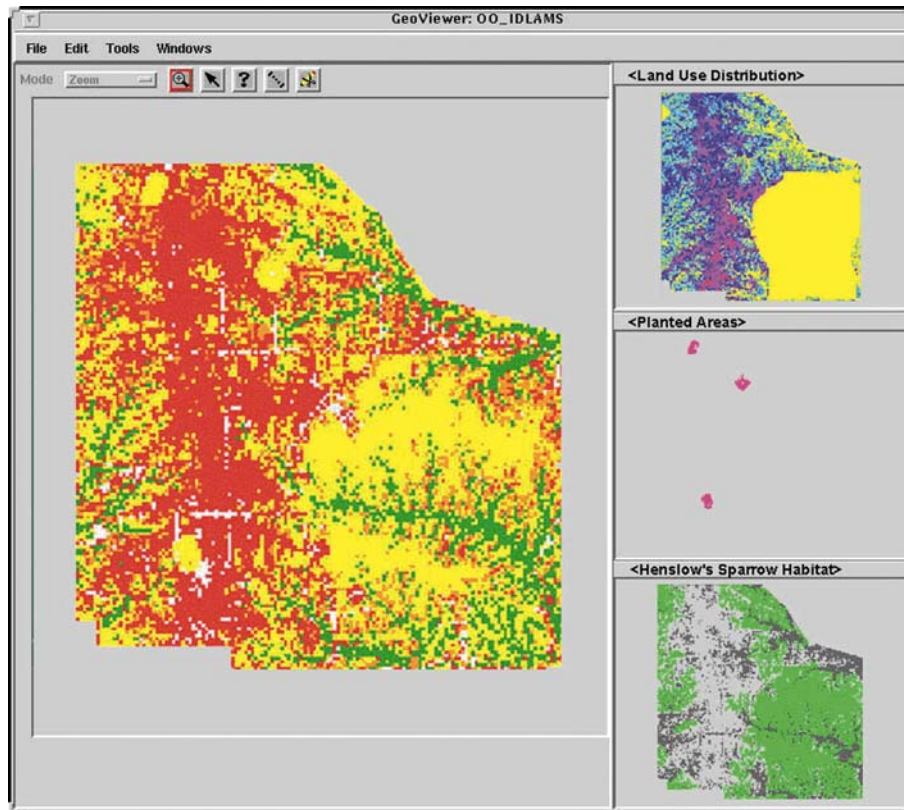 GeoViewer: OO_IDLAMS
File Edit Tools Windows
Mode Zoom ?
<Land Use Distribution>
<Planted Areas>
<Henslow's Sparrow Habitat>